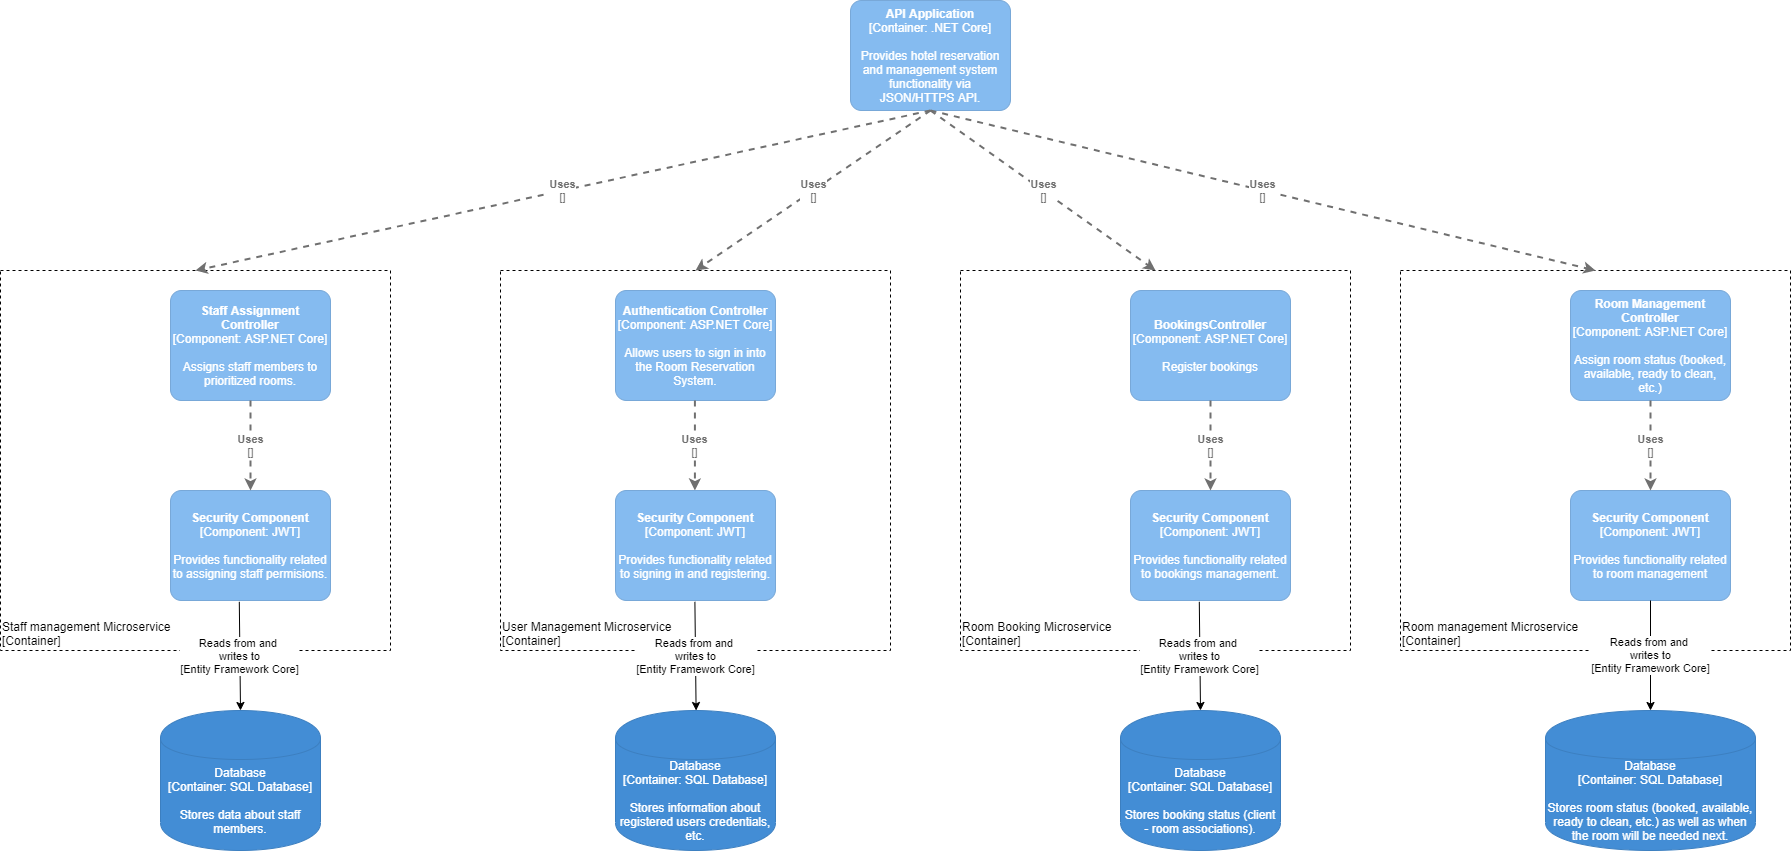 API Application
[Container: .NET Core]
Provides hotel reservation
and management system
functionality via
JSON/HTTPS API.
Uses
[]
Uses
[]
Uses
[]
Uses
[]
Staff Assignment
Controller
[Component: ASP.NET Core]
Assigns staff members to
prioritized rooms.
Authentication Controller
[Component: ASP.NET Core]
Allows users to sign in into
the Room Reservation
System.
BookingsController
[Component: ASP.NET Core]
Register bookings
Room Management
Controller
[Component: ASP.NET Core]
Assign room status (booked,
available, ready to clean,
etc.)
Uses
[]
Uses
[]
Uses
[]
Uses
[]
Security Component
[Component: JWT]
Provides functionality related
to assigning staff permisions.
Security Component
[Component: JWT]
Provides functionality related
to signing in and registering.
Security Component
[Component: JWT]
Provides functionality related
to bookings management.
Security Component
[Component: JWT]
Provides functionality related
to room management
Staff management Microservice
[Container]
User Management Microservice
[Container]
Room Booking Microservice
[Container]
Room management Microservice
[Container]
Reads from and
writes to
[Entity Framework Core]
Reads from and
writes to
[Entity Framework Core]
Reads from and
writes to
[Entity Framework Core]
Reads from and
writes to
[Entity Framework Core]
Database
[Container: SQL Database]
Stores data about staff
members.
Database
[Container: SQL Database]
Stores information about
registered users credentials,
etc.
Database
[Container: SQL Database]
Stores booking status (client
- room associations).
Database
[Container: SQL Database]
Stores room status (booked, available,
ready to clean, etc.) as well as when
the room will be needed next.